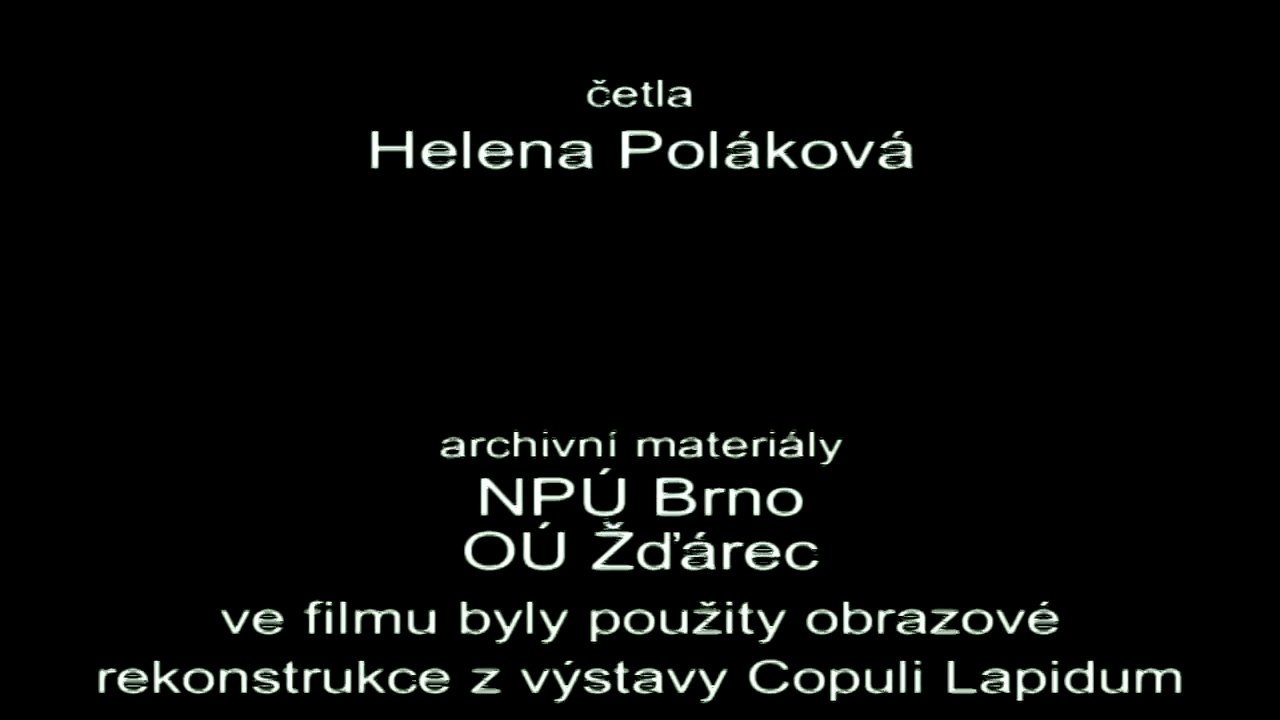 četla
Helena Poláková
archivní materiály
NPÚ Brno
OÚ Žďárec
ve filmu byly použity obrazové
rekonstrukce z výstavy Copuli Lapidum